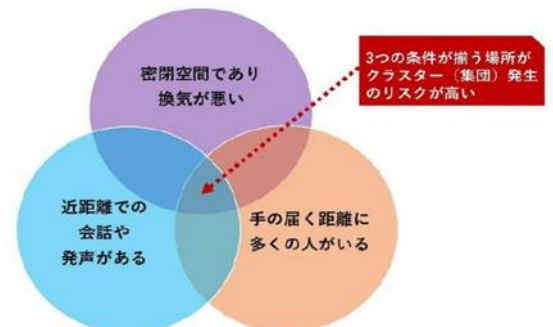 密閉空間であり
換気が悪い
3つの条件が揃う場所が
クラスター（集団）発生
のリスクが高い
近距離での
会話や
発声がある
手の届く距離に
多くの人がいる